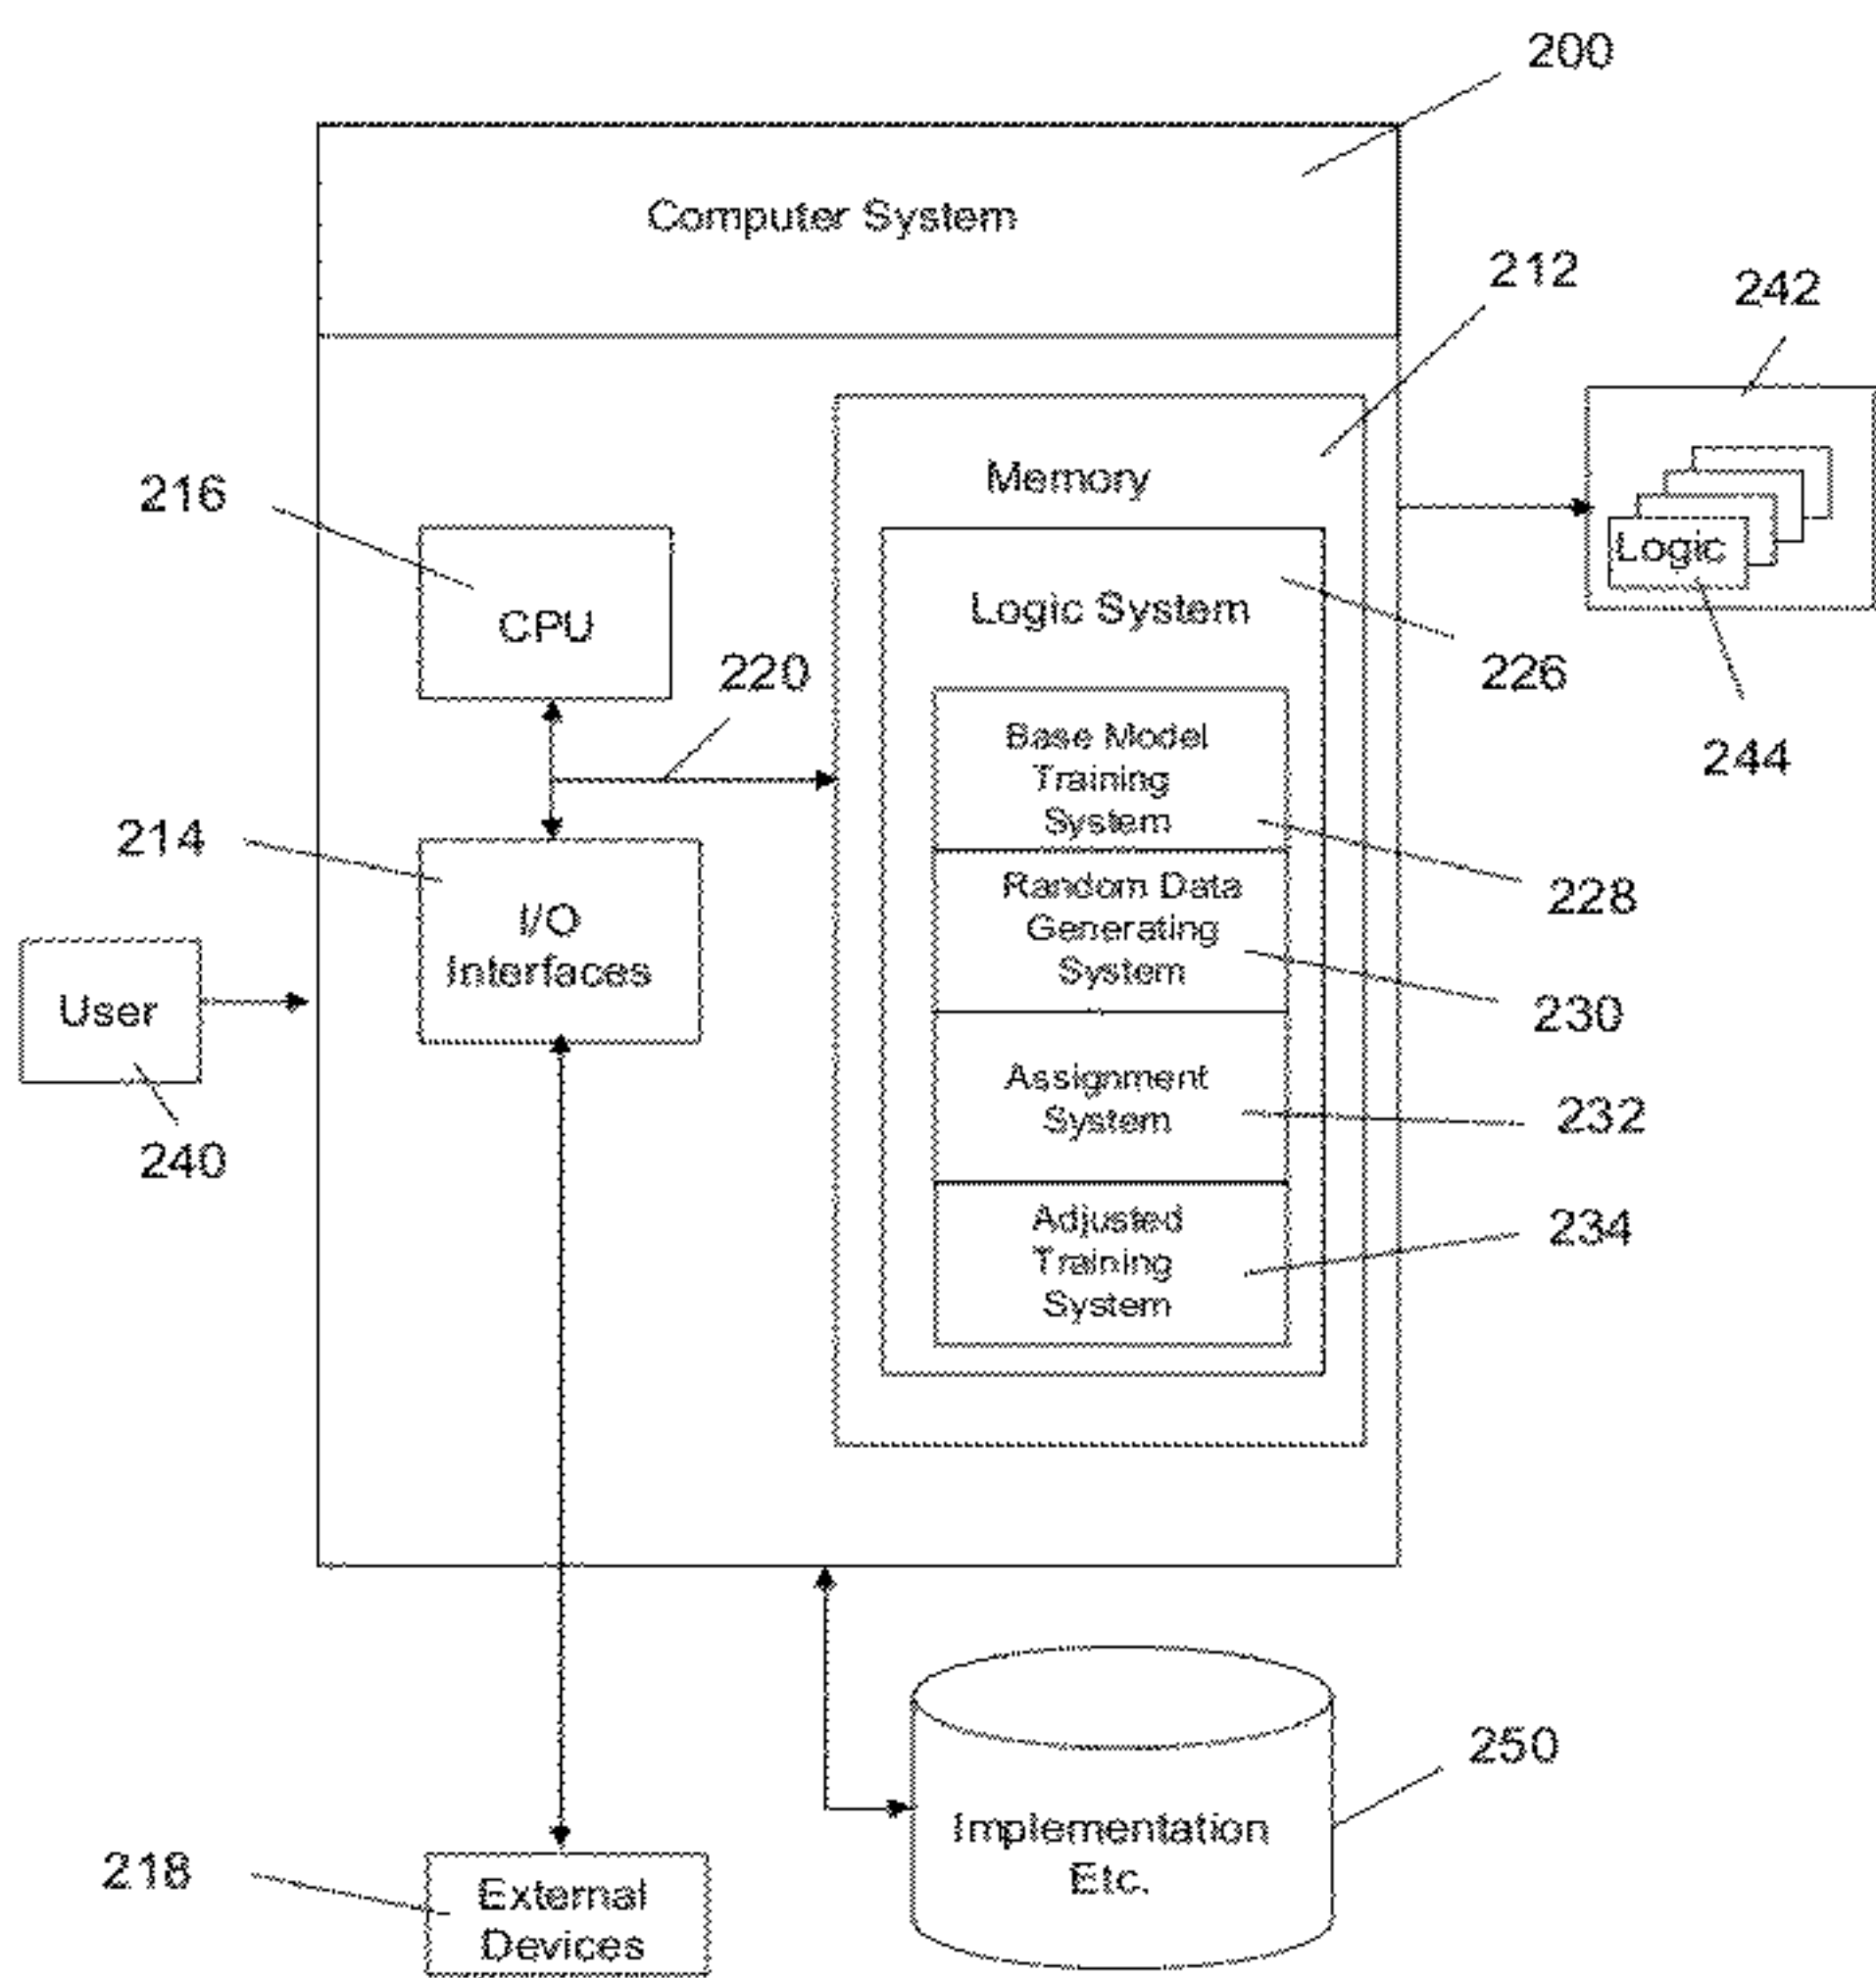 200
Computer System
212
242
Memory
216
Logic
CPU
Logic System
220
226
244
Base Model
Training
System
214
228
Random Data
Generating
System
I/O
Interfaces
User
230
Assignment
System
232
240
Adjusted
Training
System
234
250
Implementation
Etc.
218
External
Devices